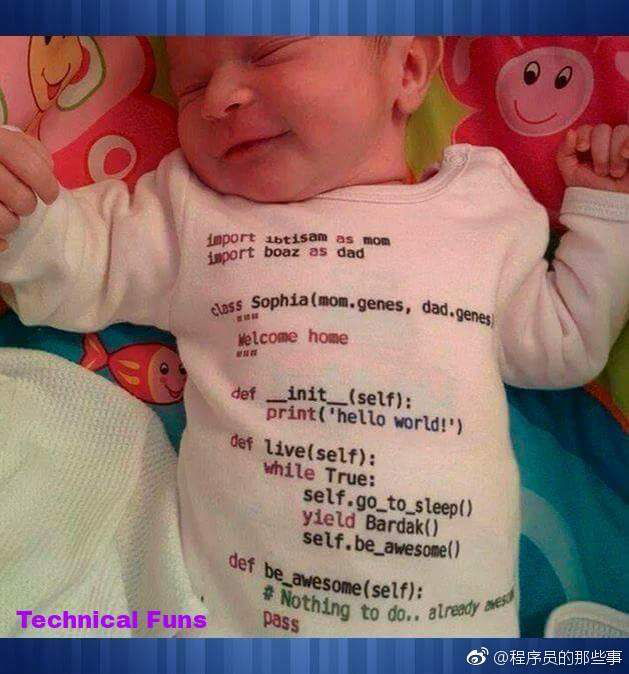 import ibtisam as mom
import boaz as dad
class Sophia(mom.genes, dad.genes)
"""
Welcome home
"""
def __init__(self):
print('hello world!')
def live(self):
while True:
self.go_to_sleep()
yield Bardak()
self.be_awesome()
def be_awesome(self):
# Nothing to do.. already awesom
pass
Technical Funs
@程序员的那些事